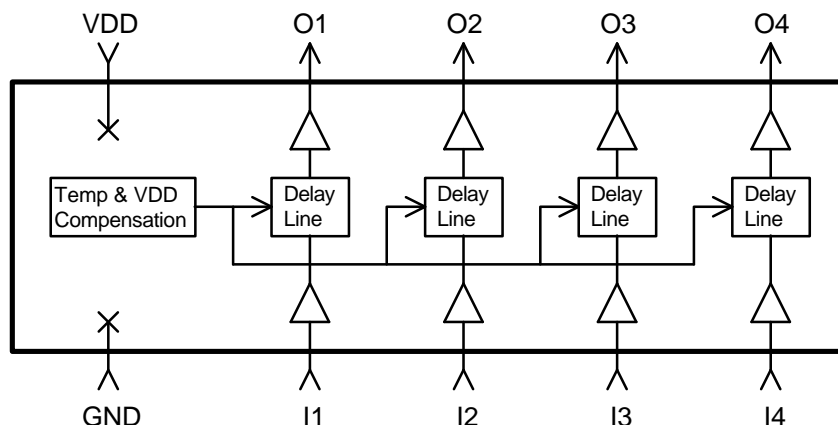 VDD O1 O2 O3 O4
Temp & VDD
Compensation
Delay
Line
Delay
Line
Delay
Line
Delay
Line
GND I1 I2 I3 I4